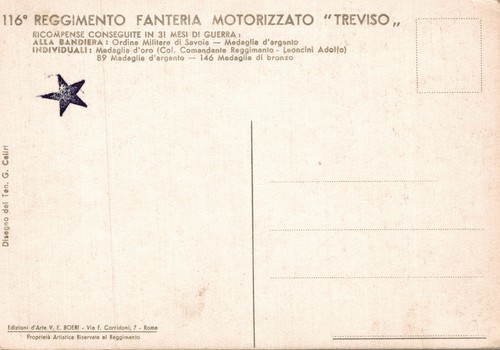 116° REGGIMENTO FANTERIA MOTORIZZATO "TREVISO„
RICOMPENSE CONSEGUITE IN 31 MESI DI GUERRA:
ALLA BANDIERA: Ordine Militare di Savoia — Medaglia d'argento
INDIVIDUALI: Medaglia d'oro (Col. Comandante Reggimento - Leoncini Adolfo)
89 Medaglie d'argento — 146 Medaglie di bronzo
Disegno del Ten. G. Celiri
Edizioni d'Arte V. E. BOERI - Via F. Corridoni, 7 - Roma
Proprietà Artistica Riservata al Reggimento